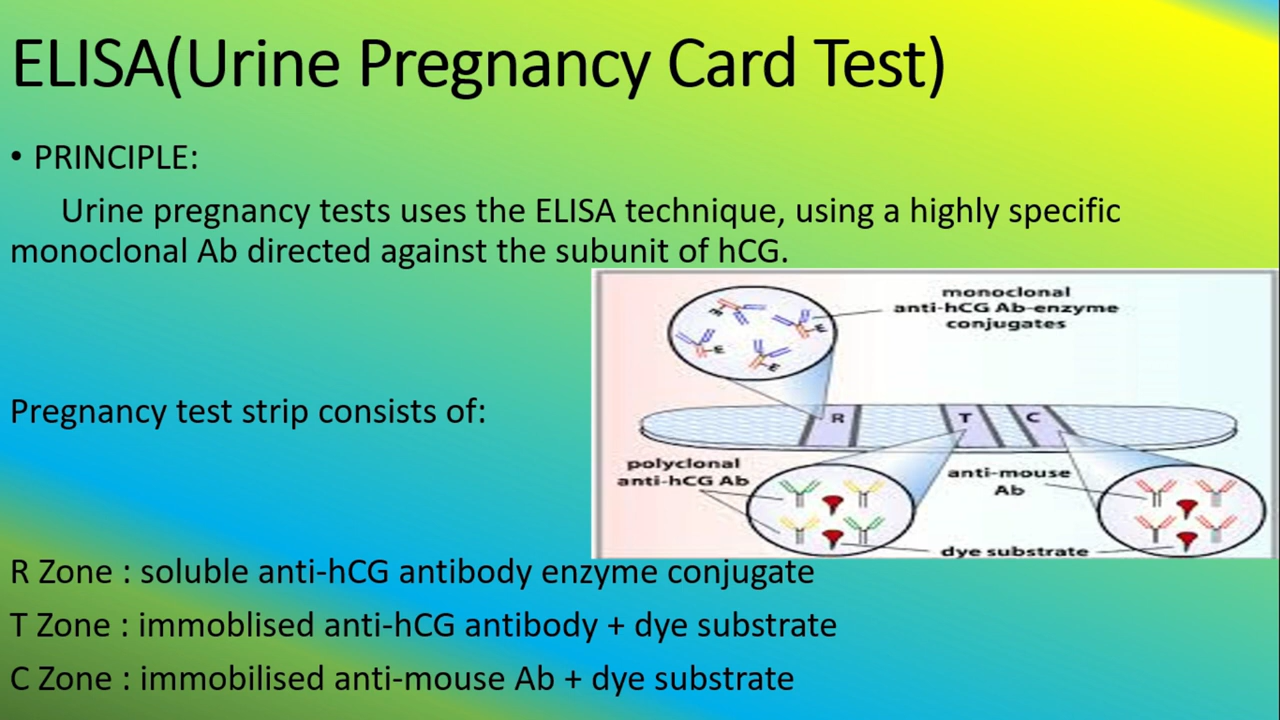 ELISA(Urine Pregnancy Card Test)
• PRINCIPLE:
Urine pregnancy tests uses the ELISA technique, using a highly specific
monoclonal Ab directed against the subunit of hCG.
monoclonal
anti-hCG Ab-enzyme
conjugates
E
E
E
E
Pregnancy test strip consists of:
R
T
C
polyclonal
anti-hCG Ab
anti-mouse
Ab
dye substrate
R Zone : soluble anti-hCG antibody enzyme conjugate
T Zone : immoblised anti-hCG antibody + dye substrate
C Zone : immobilised anti-mouse Ab + dye substrate